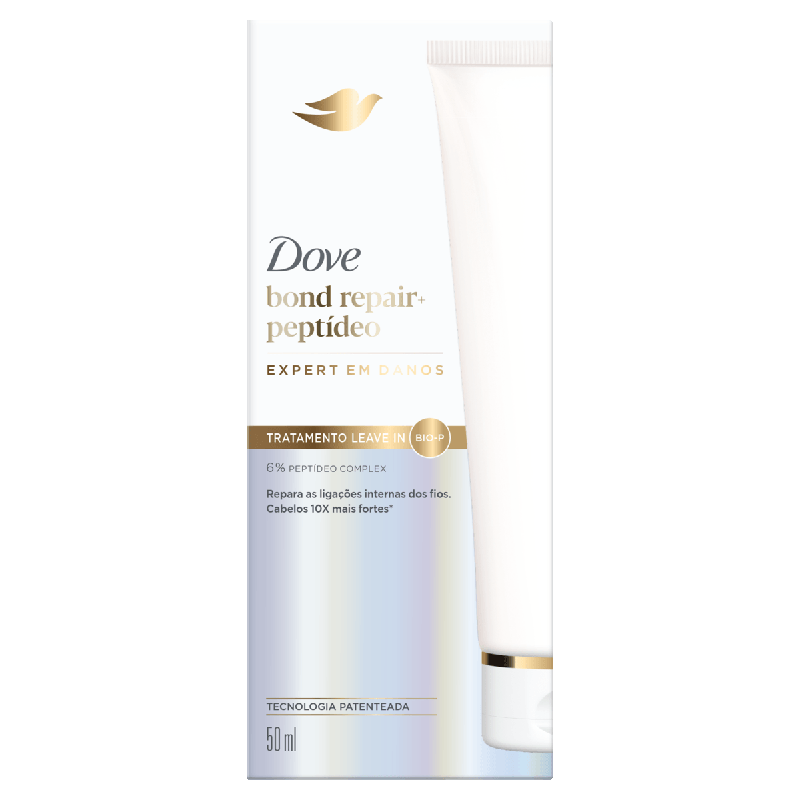 Dove
bond repair+
peptídeo
EXPERT EM DANOS
TRATAMENTO LEAVE IN BIO-P
6% PEPTÍDEO COMPLEX
Repara as ligações internas dos fios.
Cabelos 10X mais fortes*
TECNOLOGIA PATENTEADA
50 ml